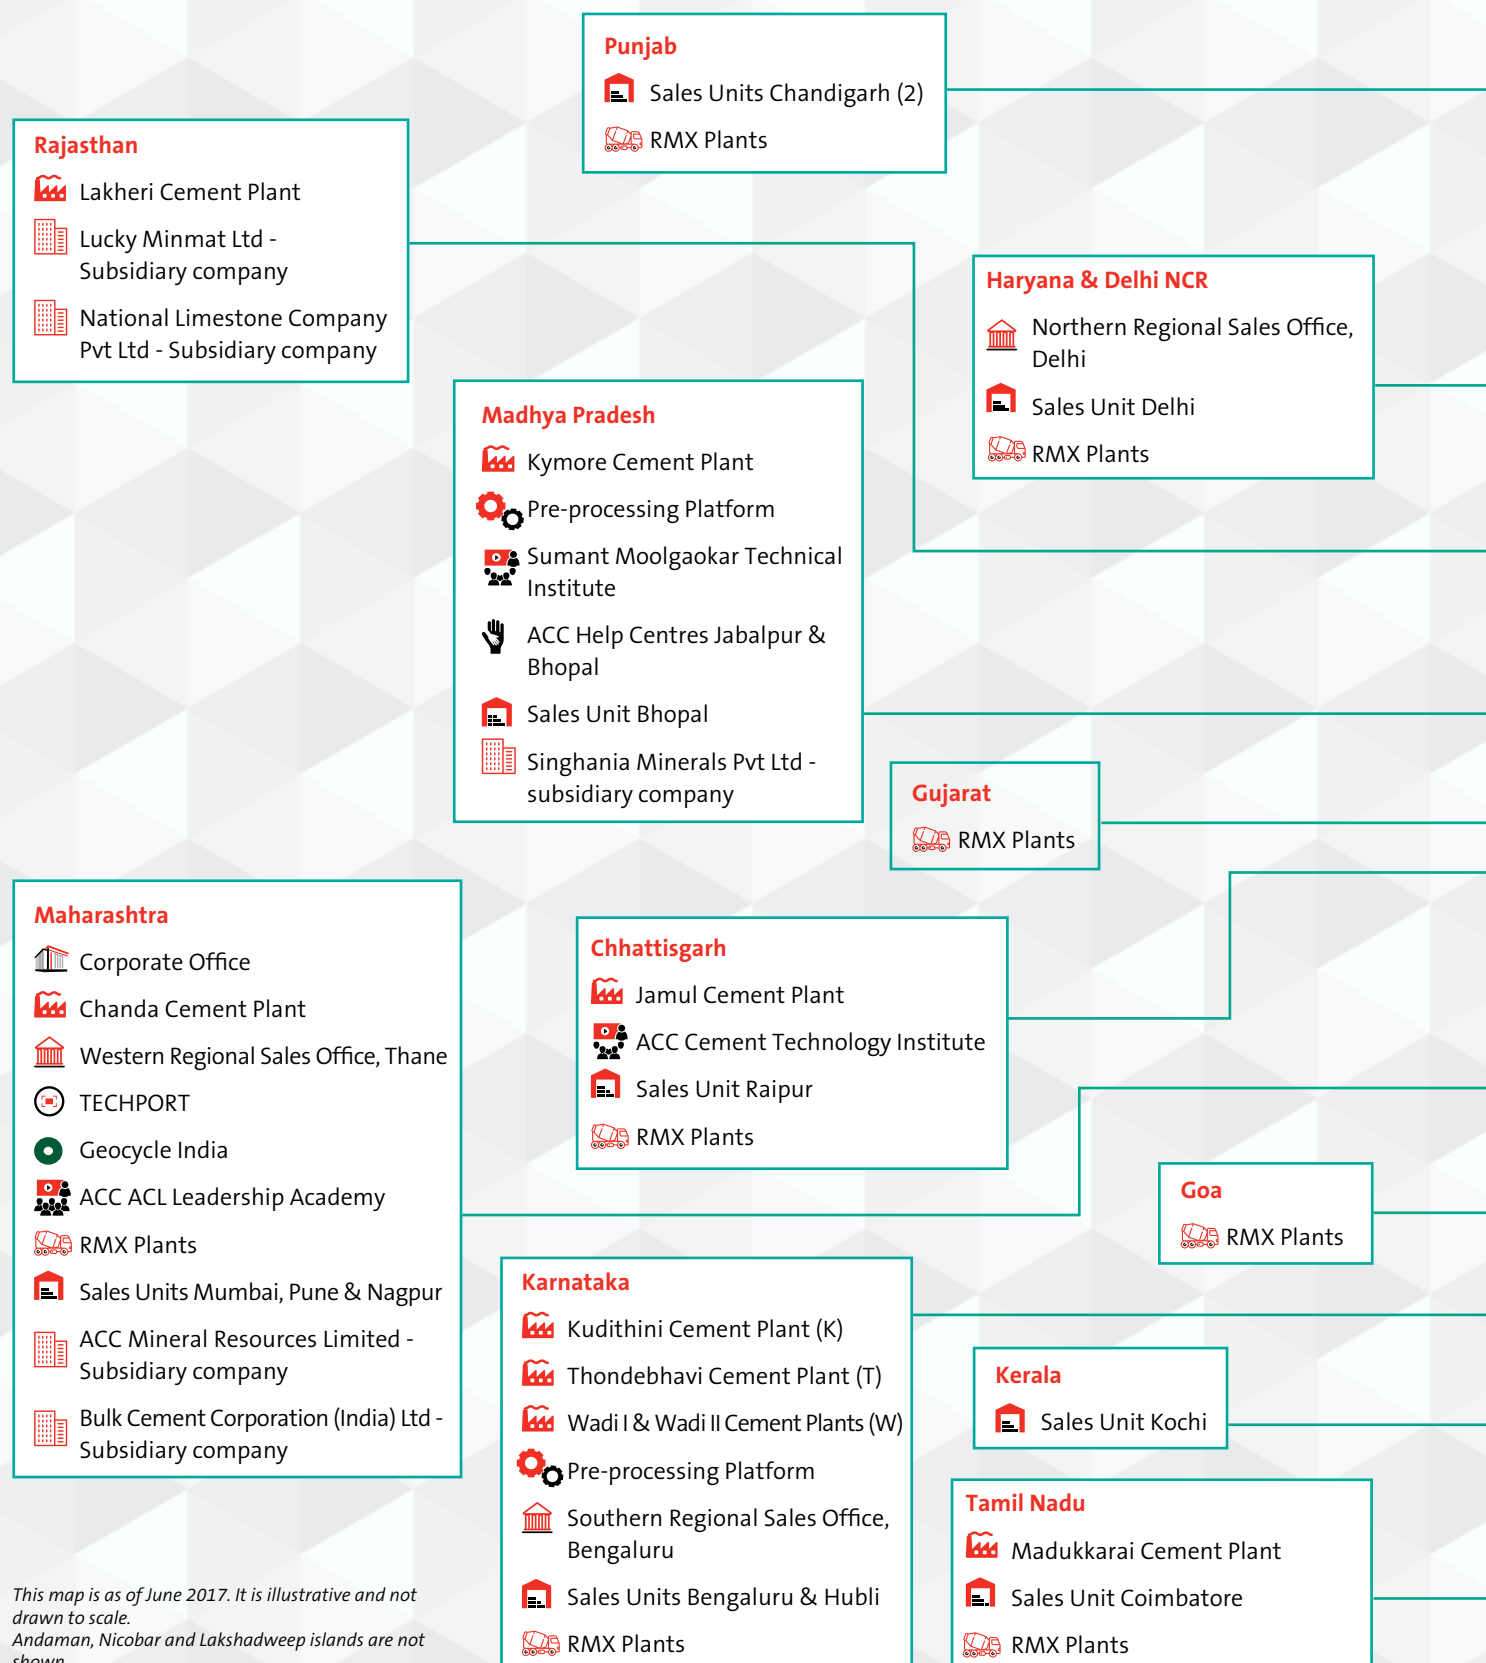 Punjab
Sales Units Chandigarh (2)
RMX Plants
Rajasthan
Lakheri Cement Plant
Lucky Minmat Ltd -
Subsidiary company
National Limestone Company
Pvt Ltd - Subsidiary company
Haryana & Delhi NCR
Northern Regional Sales Office,
Delhi
Sales Unit Delhi
RMX Plants
Madhya Pradesh
Kymore Cement Plant
Pre-processing Platform
Sumant Moolgaokar Technical
Institute
ACC Help Centres Jabalpur &
Bhopal
Sales Unit Bhopal
Singhania Minerals Pvt Ltd -
subsidiary company
Gujarat
RMX Plants
Maharashtra
Corporate Office
Chanda Cement Plant
Western Regional Sales Office, Thane
TECHPORT
Geocycle India
ACC ACL Leadership Academy
RMX Plants
Sales Units Mumbai, Pune & Nagpur
ACC Mineral Resources Limited -
Subsidiary company
Bulk Cement Corporation (India) Ltd -
Subsidiary company
Chhattisgarh
Jamul Cement Plant
ACC Cement Technology Institute
Sales Unit Raipur
RMX Plants
Goa
RMX Plants
Karnataka
Kudithini Cement Plant (K)
Thondebhavi Cement Plant (T)
Wadi I & Wadi II Cement Plants (W)
Pre-processing Platform
Southern Regional Sales Office,
Bengaluru
Sales Units Bengaluru & Hubli
RMX Plants
Kerala
Sales Unit Kochi
Tamil Nadu
Madukkarai Cement Plant
Sales Unit Coimbatore
RMX Plants
This map is as of June 2017. It is illustrative and not
drawn to scale.
Andaman, Nicobar and Lakshadweep islands are not
shown